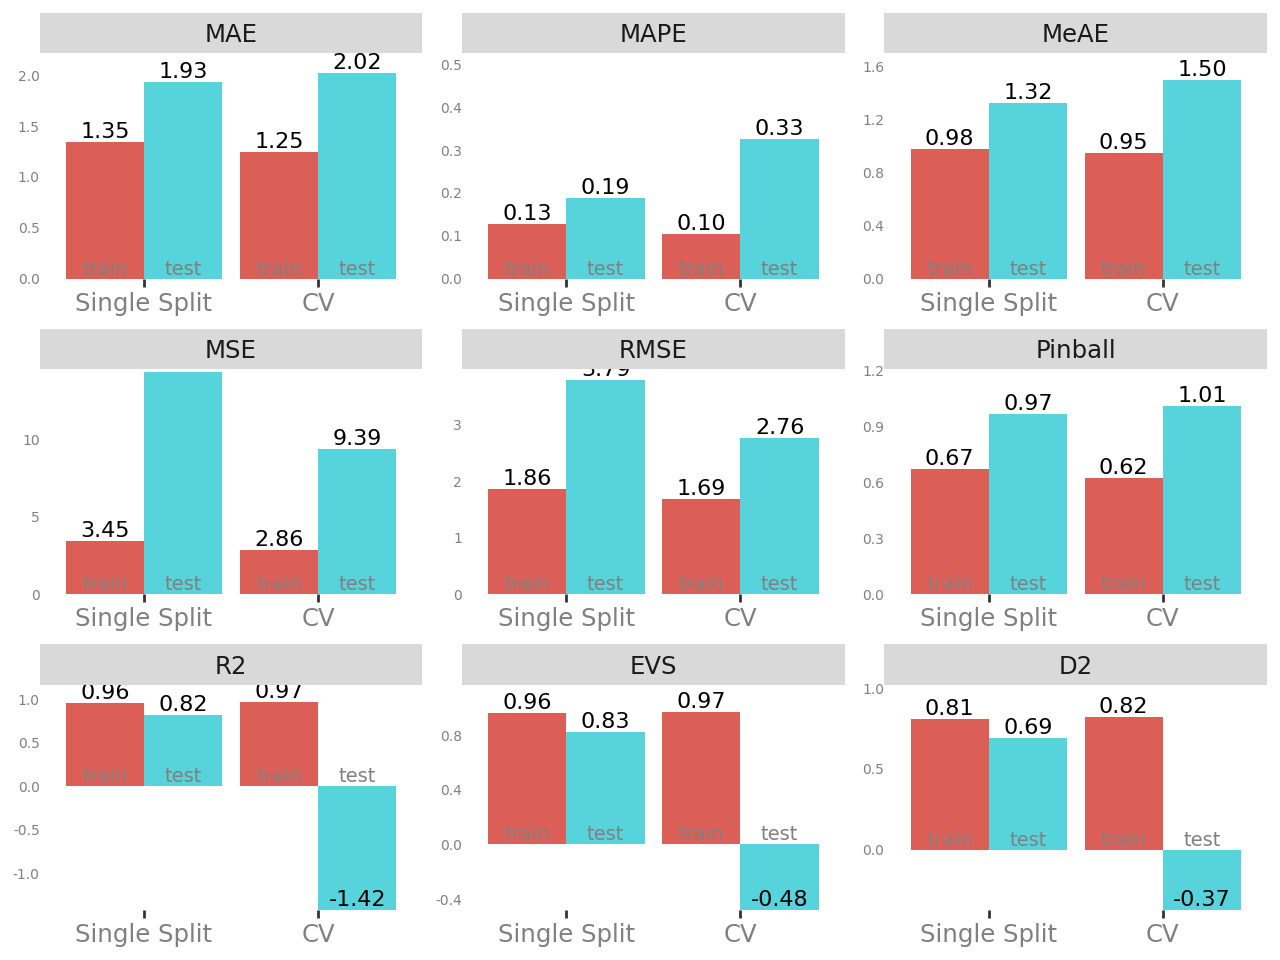 MAE
MAPE
MeAE
2.0
1.5
1.0
0.5
0.0
1.35
1.93
1.25
2.02
train
test
train
test
Single Split
CV
0.5
0.4
0.3
0.2
0.1
0.0
0.13
0.19
0.10
0.33
train
test
train
test
Single Split
CV
1.6
1.2
0.8
0.4
0.0
0.98
1.32
0.95
1.50
train
test
train
test
Single Split
CV
MSE
RMSE
Pinball
10
5
0
3.45
2.86
9.39
train
test
train
test
Single Split
CV
3
2
1
0
1.86
3.79
1.69
2.76
train
test
train
test
Single Split
CV
1.2
0.9
0.6
0.3
0.0
0.67
0.97
0.62
1.01
train
test
train
test
Single Split
CV
R2
EVS
D2
1.0
0.5
0.0
-0.5
-1.0
0.96
0.82
0.97
-1.42
train
test
train
test
Single Split
CV
0.8
0.4
0.0
-0.4
0.96
0.83
0.97
-0.48
train
test
train
test
Single Split
CV
1.0
0.5
0.0
0.81
0.69
0.82
-0.37
train
test
train
test
Single Split
CV